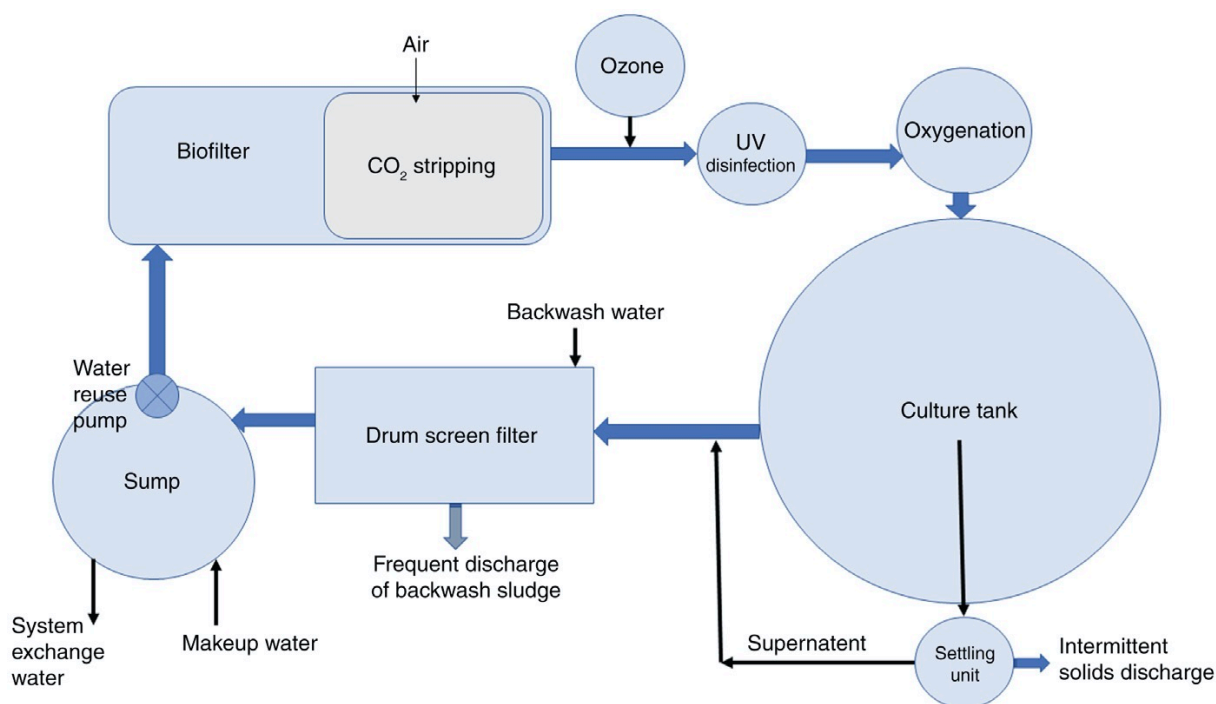 Air
Ozone
Biofilter
CO₂ stripping
UV
disinfection
Oxygenation
Backwash water
Water
reuse
pump
Drum screen filter
Culture tank
Sump
Frequent discharge
of backwash sludge
System
exchange
water
Makeup water
Supernatent
Settling
unit
Intermittent
solids discharge